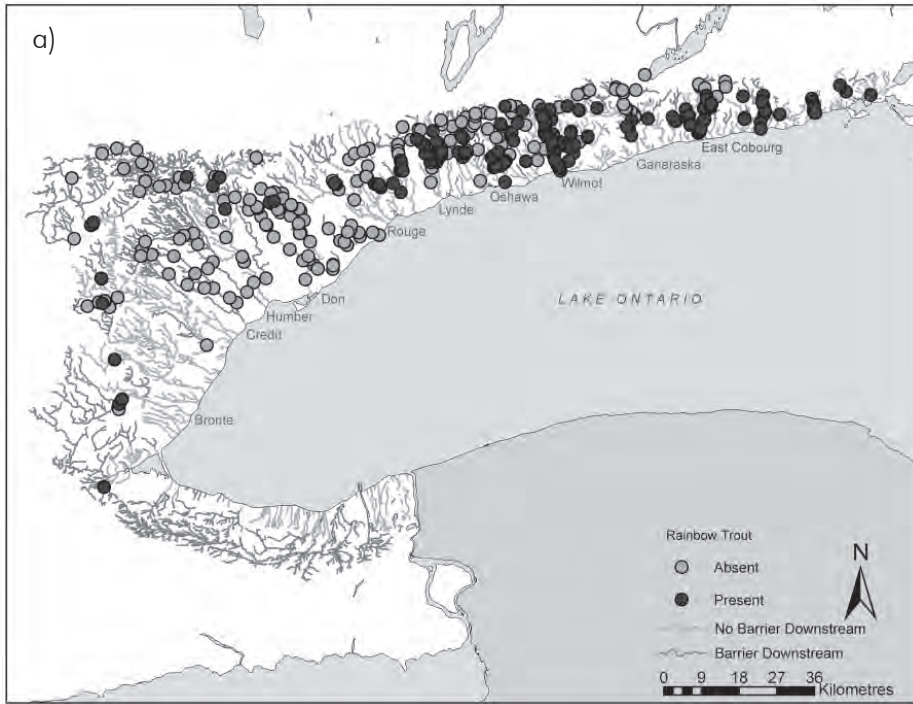 a)
East Cobourg
Ganaraska
Wilmot
Oshawa
Lynde
Rouge
LAKE ONTARIO
Don
Humber
Credit
Bronte
Rainbow Trout
Absent
Present
No Barrier Downstream
Barrier Downstream
N
0 9 18 27 36
Kilometres